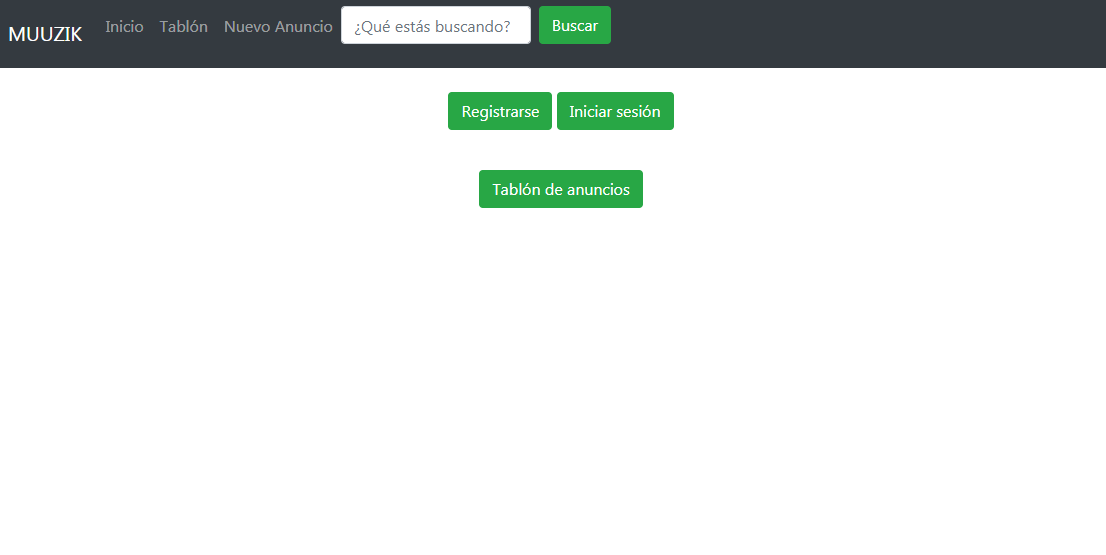 MUUZIK Inicio Tablón Nuevo Anuncio ¿Qué estás buscando? Buscar
Registrarse Iniciar sesión
Tablón de anuncios